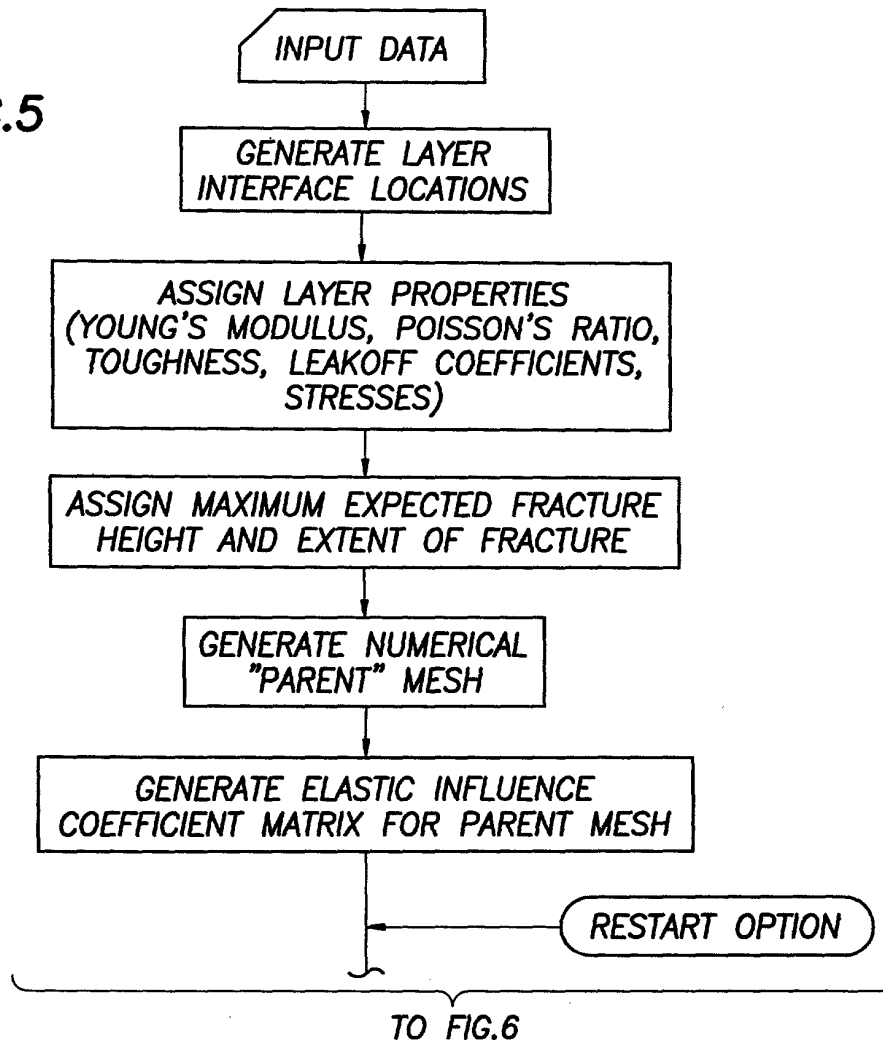 INPUT DATA
.5
GENERATE LAYER
INTERFACE LOCATIONS
ASSIGN LAYER PROPERTIES
(YOUNG'S MODULUS, POISSON'S RATIO,
TOUGHNESS, LEAKOFF COEFFICIENTS,
STRESSES)
ASSIGN MAXIMUM EXPECTED FRACTURE
HEIGHT AND EXTENT OF FRACTURE
GENERATE NUMERICAL
"PARENT" MESH
GENERATE ELASTIC INFLUENCE
COEFFICIENT MATRIX FOR PARENT MESH
RESTART OPTION
TO FIG.6